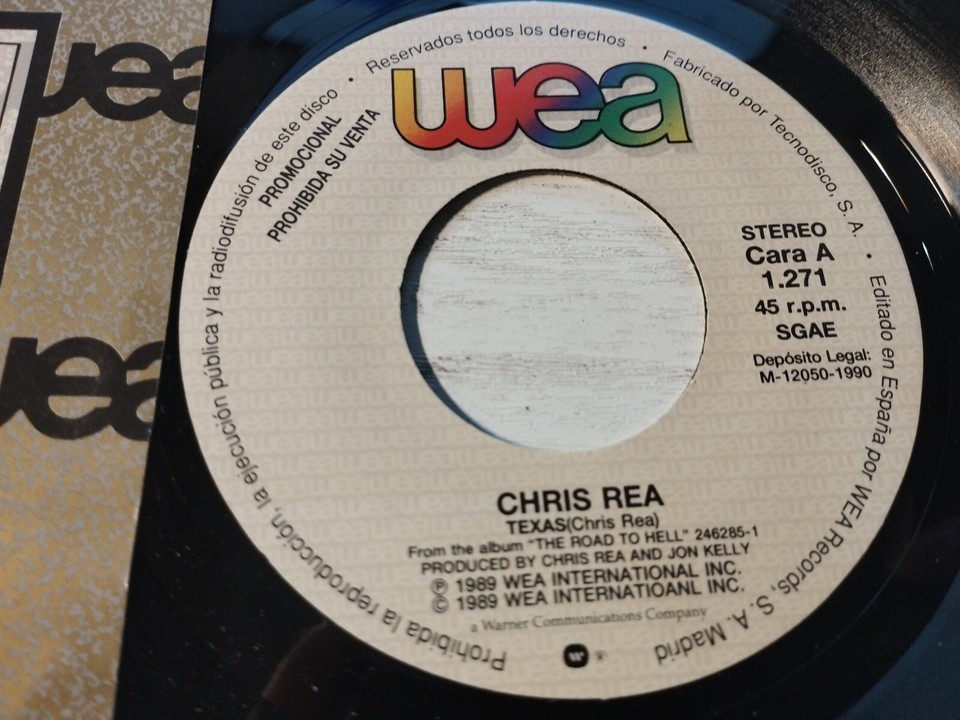 wea
wea
wea
Reservados todos los derechos • Fabricado por Tecnodisco, S. A. • Editado en España por WEA Records, S. A. Madrid
Prohibida la reproducción, la ejecución pública y la radiodifusión de este disco •
PROMOCIONAL
PROHIBIDA SU VENTA
STEREO
Cara A
1.271
45 r.p.m.
SGAE
Depósito Legal:
M-12050-1990
CHRIS REA
TEXAS(Chris Rea)
From the album "THE ROAD TO HELL" 246285-1
PRODUCED BY CHRIS REA AND JON KELLY
Ⓟ 1989 WEA INTERNATIONAL INC.
© 1989 WEA INTERNATIOANL INC.
a Warner Communications Company